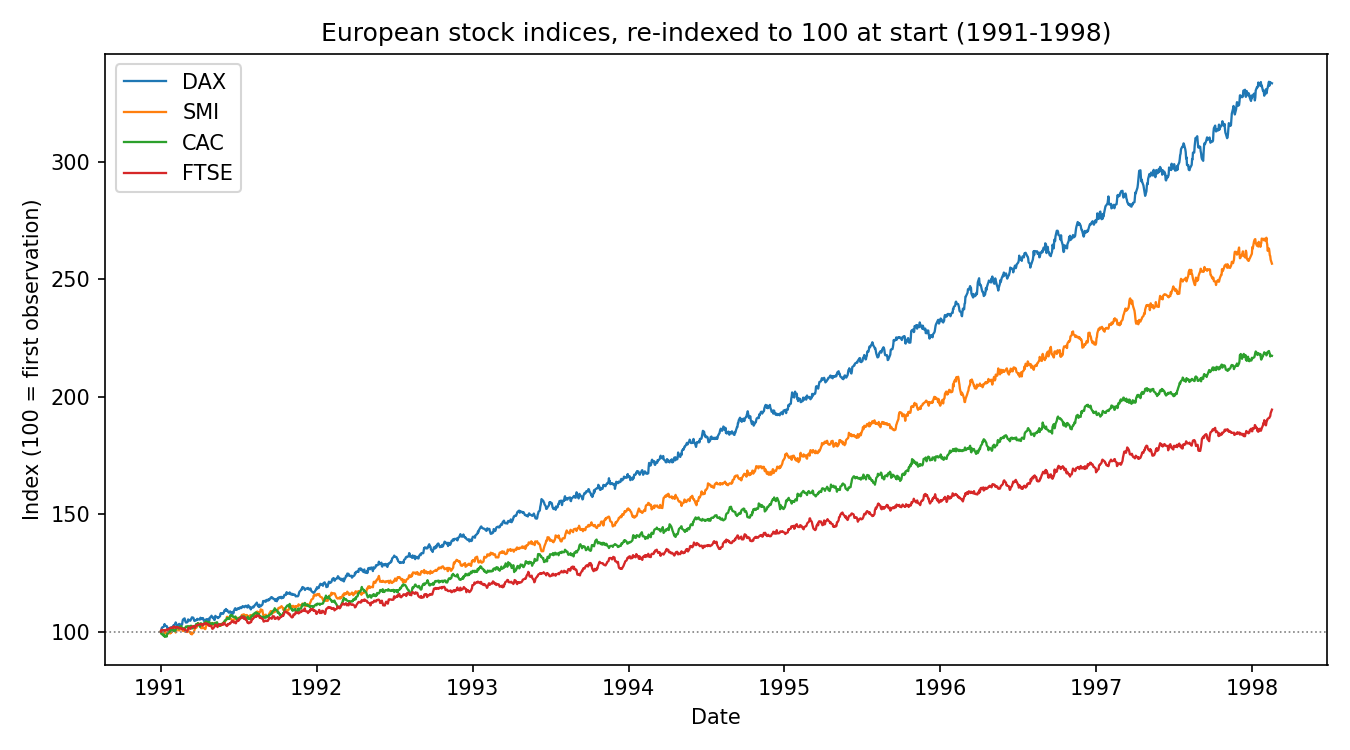 European stock indices, re-indexed to 100 at start (1991-1998)
DAX
SMI
CAC
FTSE
Index (100 = first observation)
300
250
200
150
100
1991 1992 1993 1994 1995 1996 1997 1998
Date